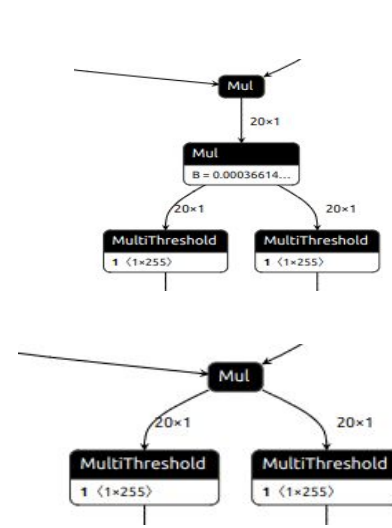 Mul
20×1
Mul
B = 0.00036614...
20×1 20×1
MultiThreshold MultiThreshold
1 〈1×255〉 1 〈1×255〉
Mul
20×1 20×1
MultiThreshold MultiThreshold
1 〈1×255〉 1 〈1×255〉